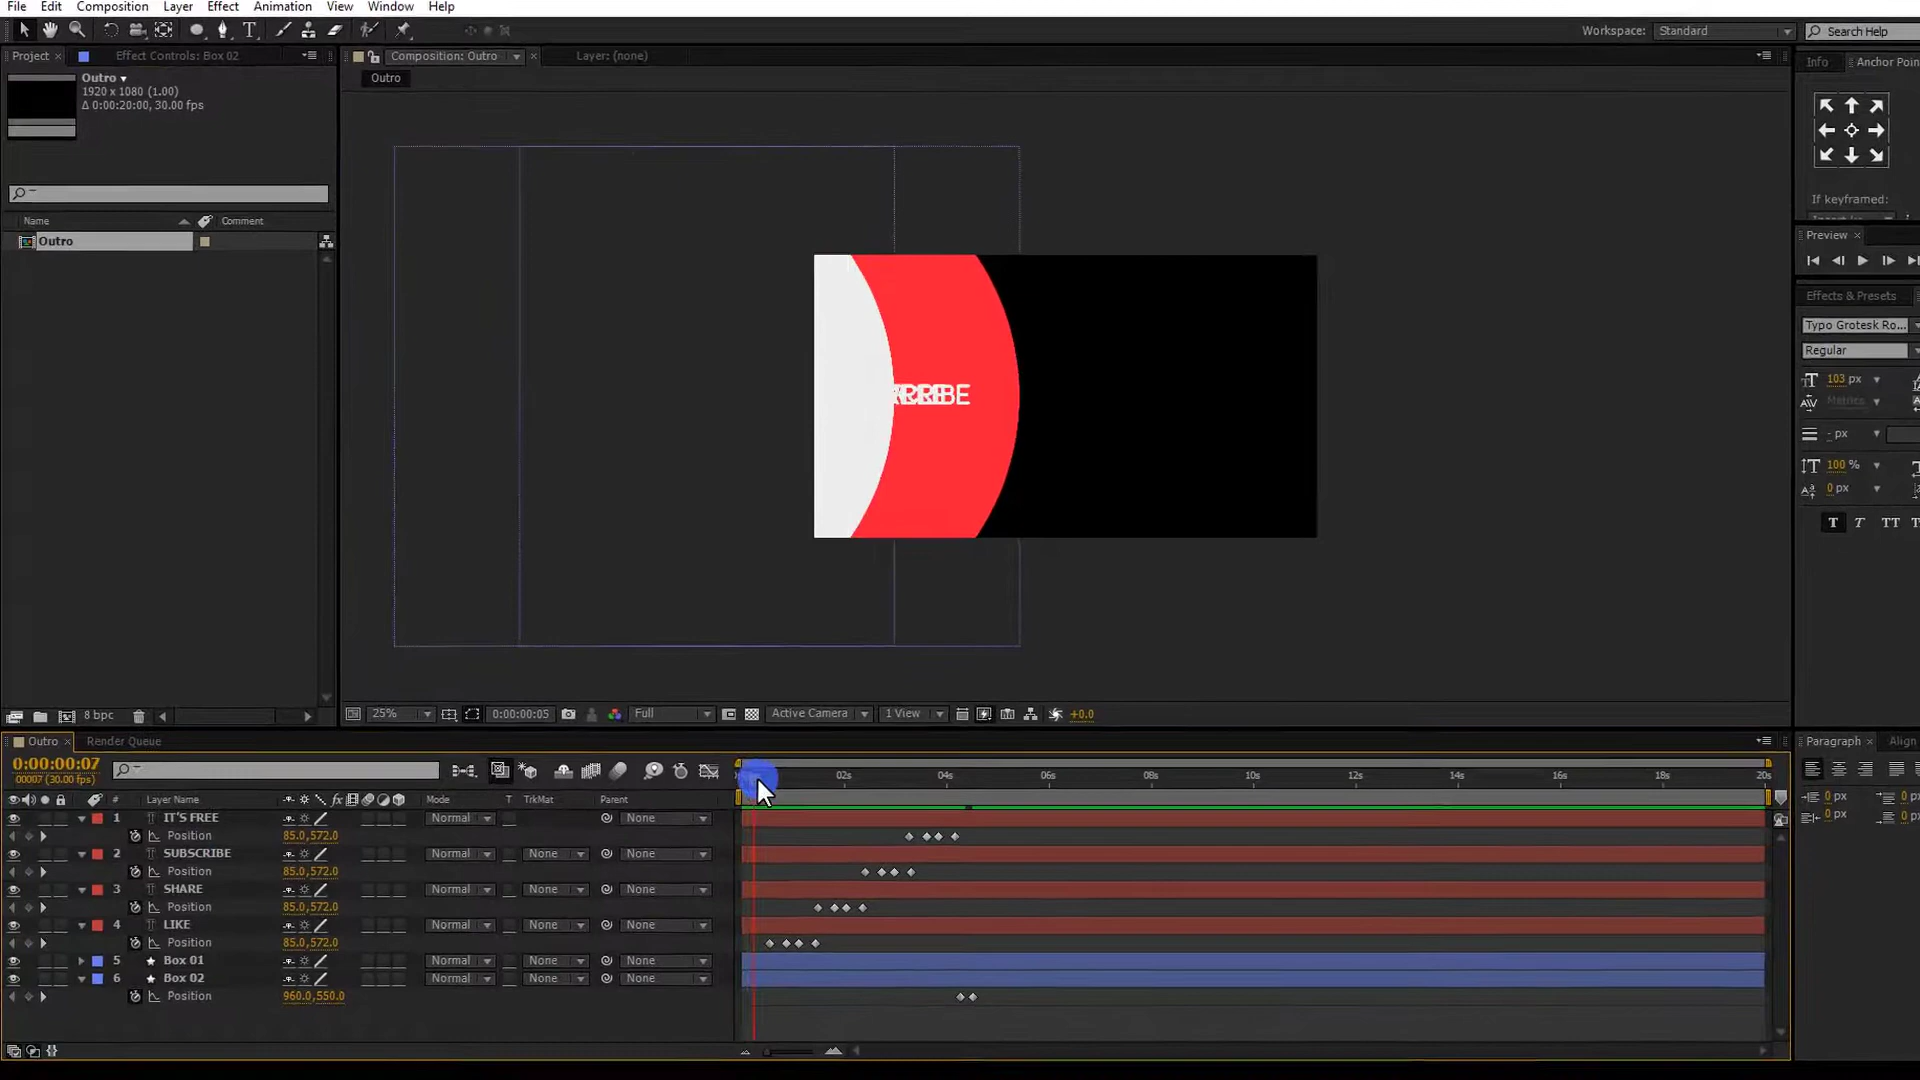 File Edit Composition Layer Effect Animation View Window Help
Workspace: Standard Search Help
Project Effect Controls: Box 02 Composition: Outro Layer: (none) Info Anchor Poin
Outro
Outro
1920 x 1080 (1.00)
Δ 0:00:20:00, 30.00 fps
If keyframed:
Name Comment
Outro
Preview
Effects & Presets
Typo Grotesk Ro...
Regular
103 px
Metrics
- px
100 %
0 px
T T TT
8 bpc 25% 0:00:00:05 Full Active Camera 1 View +0.0
Outro Render Queue Paragraph Align
0:00:00:07
00007 (30.00 fps)
02s 04s 06s 08s 10s 12s 14s 16s 18s 20s
# Layer Name fx Mode T TrkMat Parent 0 px 0 px
0 px 0 px
1 IT'S FREE Normal None
Position 85.0,572.0
2 SUBSCRIBE Normal None None
Position 85.0,572.0
3 SHARE Normal None None
Position 85.0,572.0
4 LIKE Normal None None
Position 85.0,572.0
5 Box 01 Normal None None
6 Box 02 Normal None None
Position 960.0,550.0